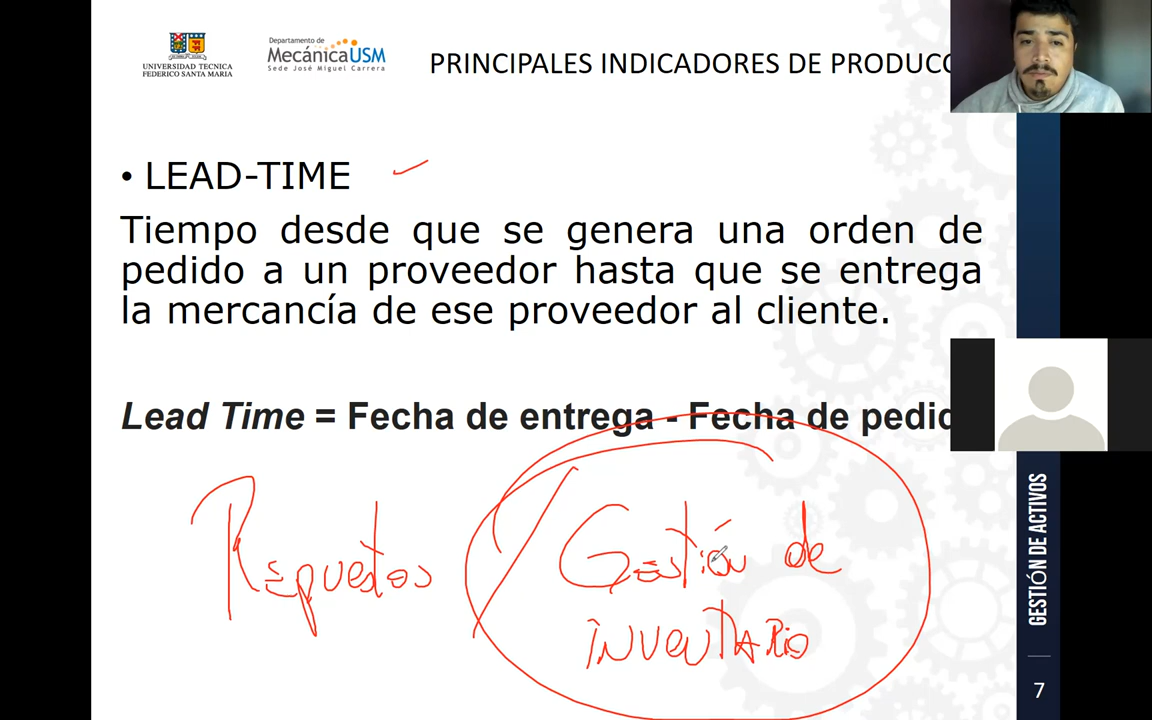 UNIVERSIDAD TECNICA
FEDERICO SANTA MARIA
Departamento de
MecánicaUSM
Sede José Miguel Carrera
PRINCIPALES INDICADORES DE PRODUCC
• LEAD-TIME
Tiempo desde que se genera una orden de
pedido a un proveedor hasta que se entrega
la mercancía de ese proveedor al cliente.
Lead Time = Fecha de entrega - Fecha de pedid
Repuestos / Gestión de
inventario
GESTIÓN DE ACTIVOS
7